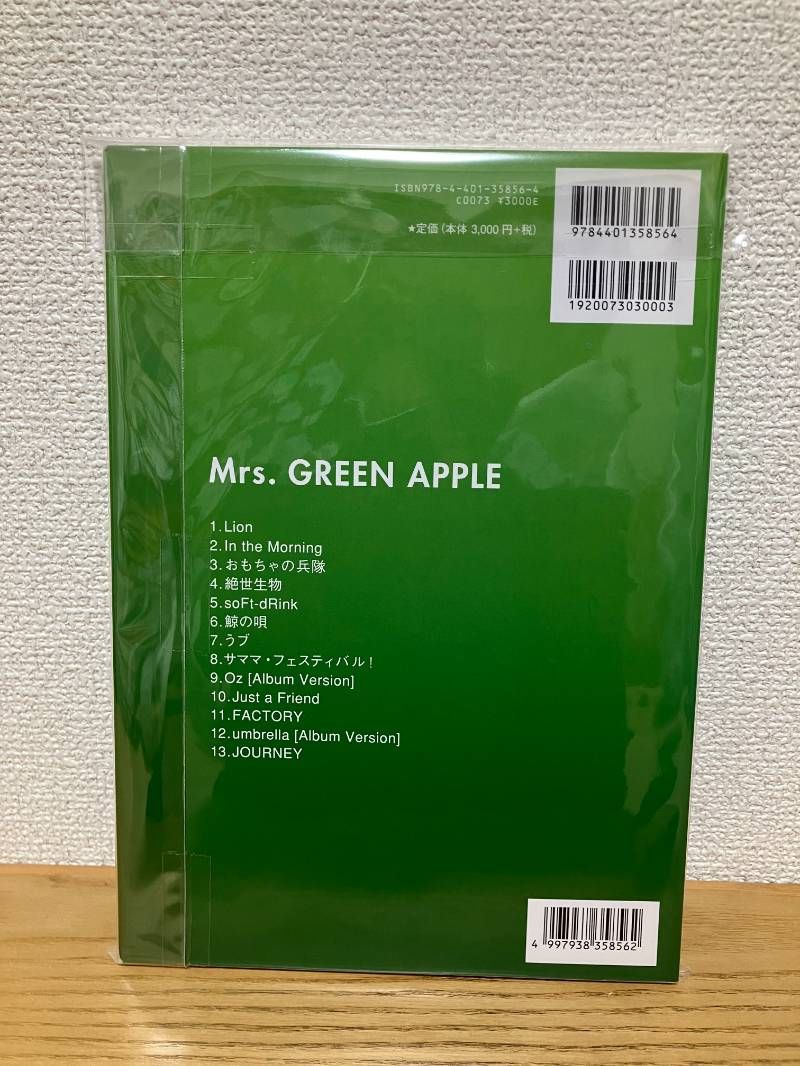 ISBN978-4-401-35856-4
C0073 ¥3000E
★定価(本体 3,000円+税)
9784401358564
1920073030003
Mrs. GREEN APPLE
1.Lion
2.In the Morning
3.おもちゃの兵隊
4.絶世生物
5.soFt-dRink
6.鯨の唄
7.うブ
8.サママ・フェスティバル!
9.Oz [Album Version]
10.Just a Friend
11.FACTORY
12.umbrella [Album Version]
13.JOURNEY
4 997938 358562